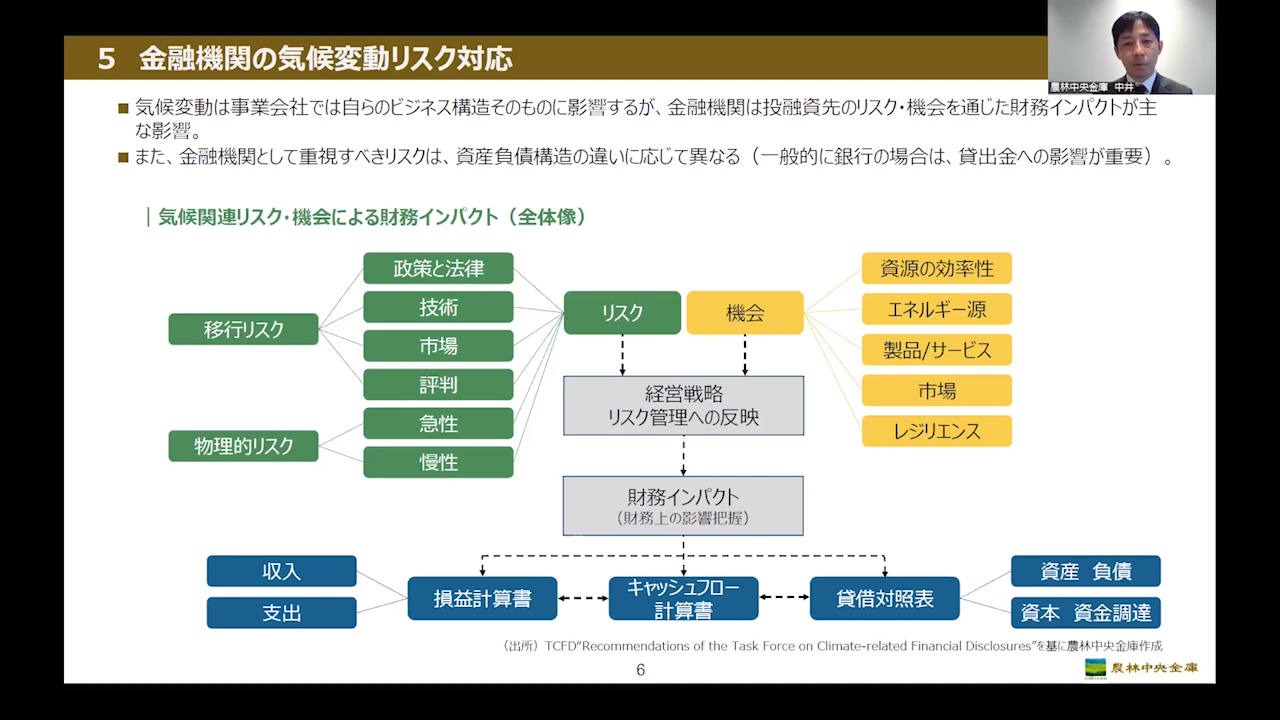 5 金融機関の気候変動リスク対応
農林中央金庫 中井
■ 気候変動は事業会社では自らのビジネス構造そのものに影響するが、金融機関は投融資先のリスク・機会を通じた財務インパクトが主
な影響。
■ また、金融機関として重視すべきリスクは、資産負債構造の違いに応じて異なる（一般的に銀行の場合は、貸出金への影響が重要）。
｜気候関連リスク・機会による財務インパクト（全体像）
移行リスク
物理的リスク
政策と法律
技術
市場
評判
急性
慢性
リスク
機会
資源の効率性
エネルギー源
製品/サービス
市場
レジリエンス
経営戦略
リスク管理への反映
財務インパクト
（財務上の影響把握）
収入
支出
損益計算書
キャッシュフロー
計算書
貸借対照表
資産 負債
資本 資金調達
（出所）TCFD“Recommendations of the Task Force on Climate-related Financial Disclosures”を基に農林中央金庫作成
6
農林中央金庫